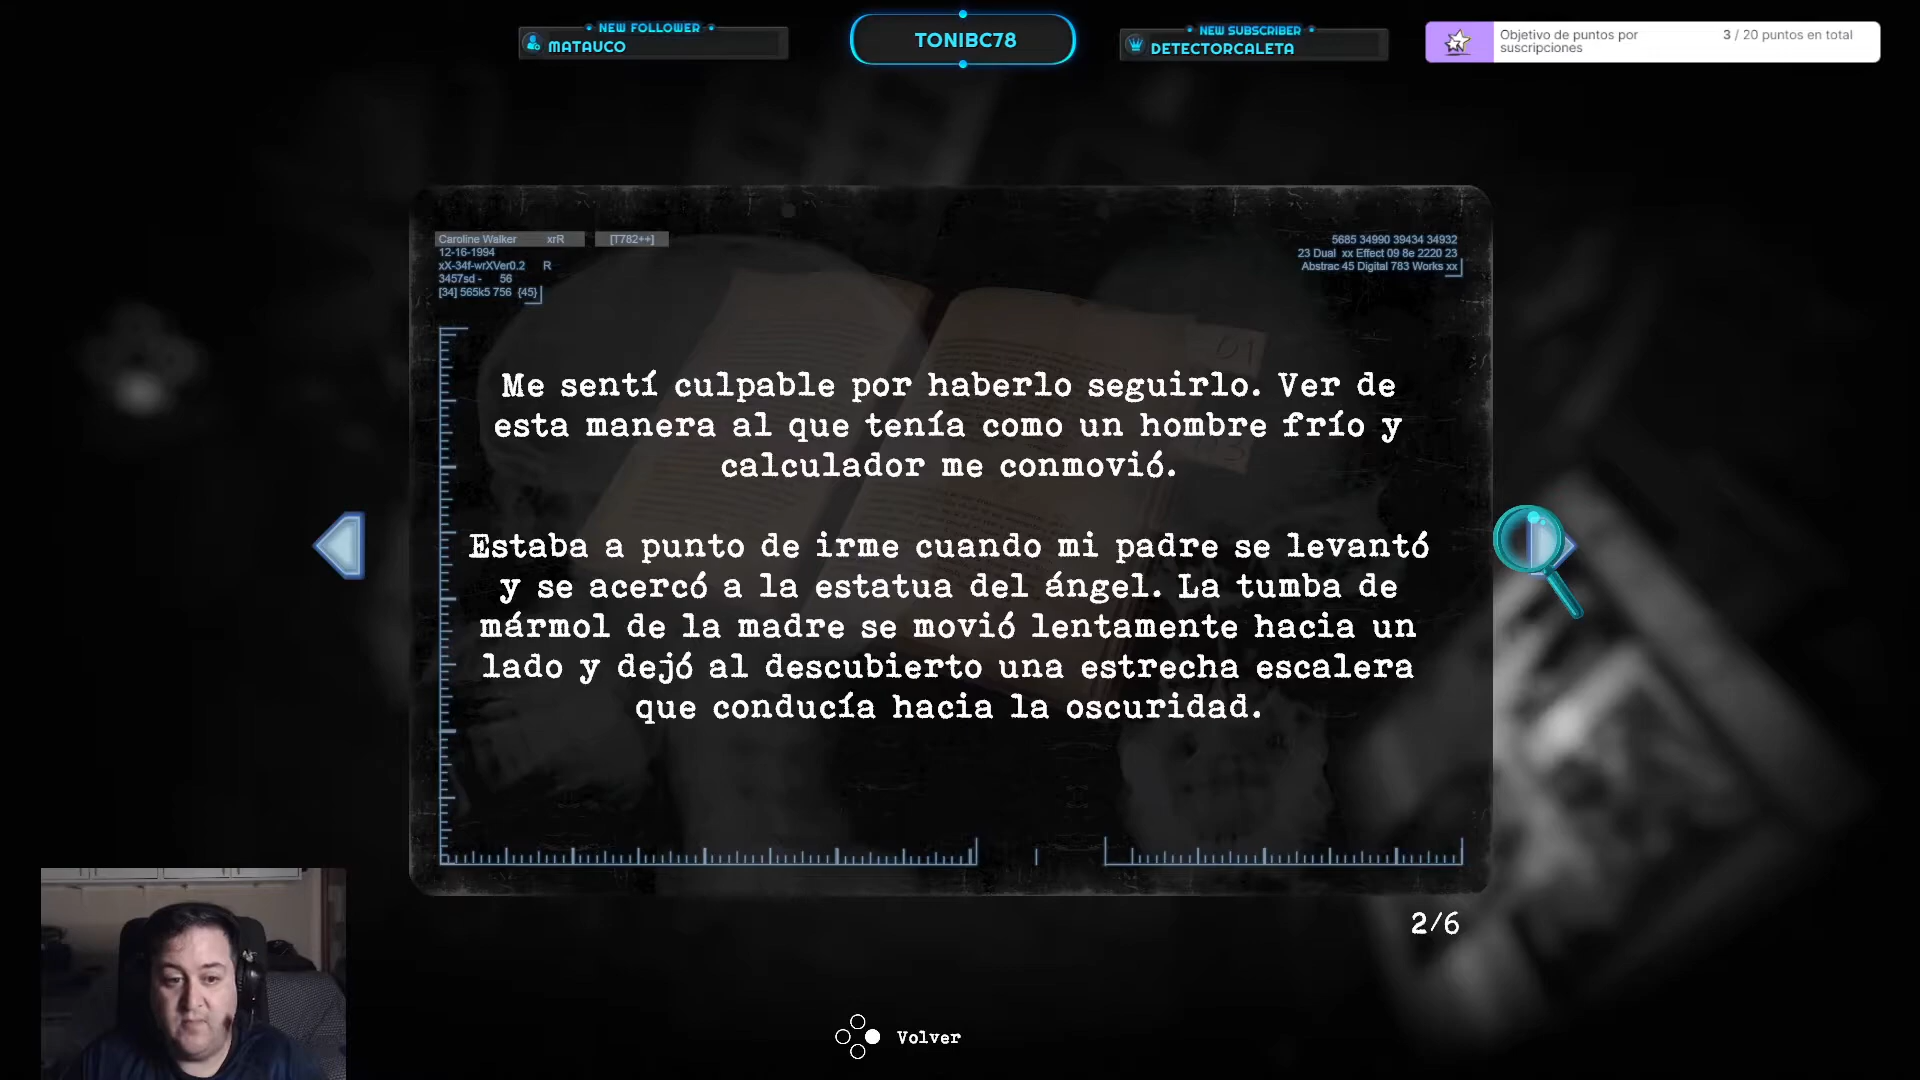 NEW FOLLOWER
MATAUCO
TONIBC78
NEW SUBSCRIBER
DETECTORCALETA
Objetivo de puntos por suscripciones
3 / 20 puntos en total
Caroline Walker xrR [T782++]
12-16-1994
xX-34f-wrXVer0.2 R
3457sd - 56
[34] 565k5 756 {45}
5685 34990 39434 34932
23 Dual xx Effect 09 8e 2220 23
Abstrac 45 Digital 783 Works xx
Me sentí culpable por haberlo seguirlo. Ver de
esta manera al que tenía como un hombre frío y
calculador me conmovió.
Estaba a punto de irme cuando mi padre se levantó
y se acercó a la estatua del ángel. La tumba de
mármol de la madre se movió lentamente hacia un
lado y dejó al descubierto una estrecha escalera
que conducía hacia la oscuridad.
2/6
Volver